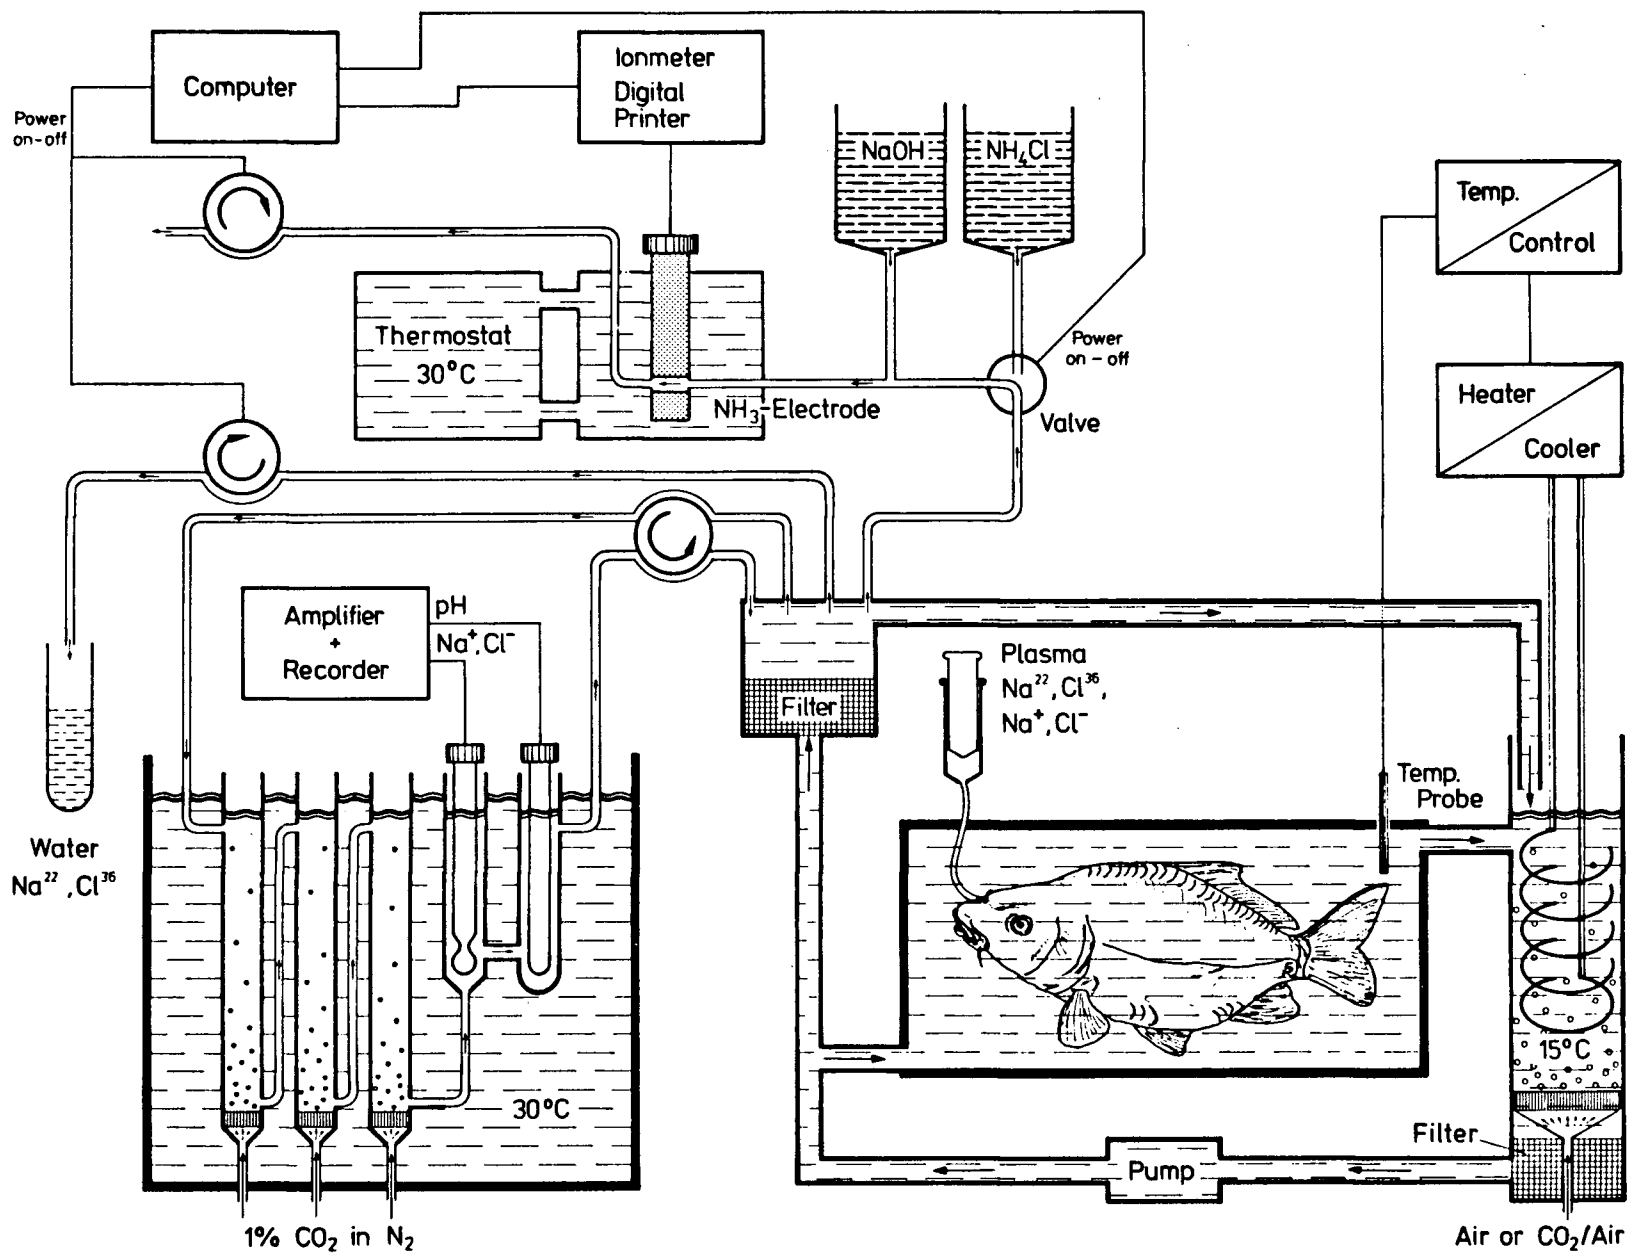 Computer
Ionmeter
Digital
Printer
Power
on-off
NaOH
NH₄Cl
Temp.
Control
Thermostat
30°C
Power
on-off
NH₃-Electrode
Valve
Heater
Cooler
Amplifier
+
Recorder
pH
Na⁺,Cl⁻
Filter
Plasma
Na²²,Cl³⁶,
Na⁺,Cl⁻
Temp.
Probe
Water
Na²²,Cl³⁶
15°C
30°C
Filter
Pump
1% CO₂ in N₂
Air or CO₂/Air